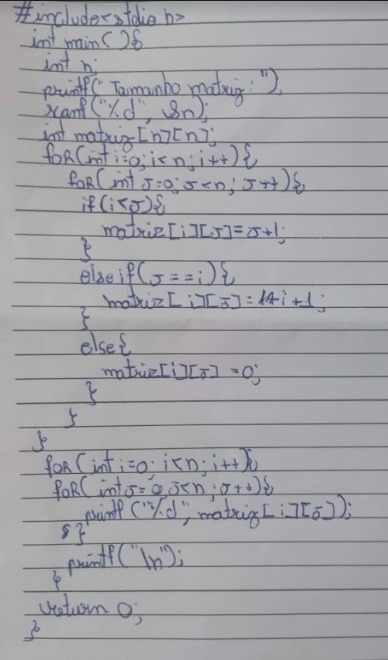 #include<stdio.h>
int main(){
int n;
printf("Tamanho matriz: ");
scanf("%d", &n);
int matriz[n][n];
for(int i=0;i<n;i++){
for(int j=0;j<n;j++){
if(i<j){
matriz[i][j]=j+1;
}
else if(j==i){
matriz[i][j]=i+1;
}
else{
matriz[i][j]=0;
}
}
}
for(int i=0; i<n; i++){
for(int j=0,j<n;j++){
printf("%d", matriz[i][j]);
}
printf("\n");
}
return 0;
}